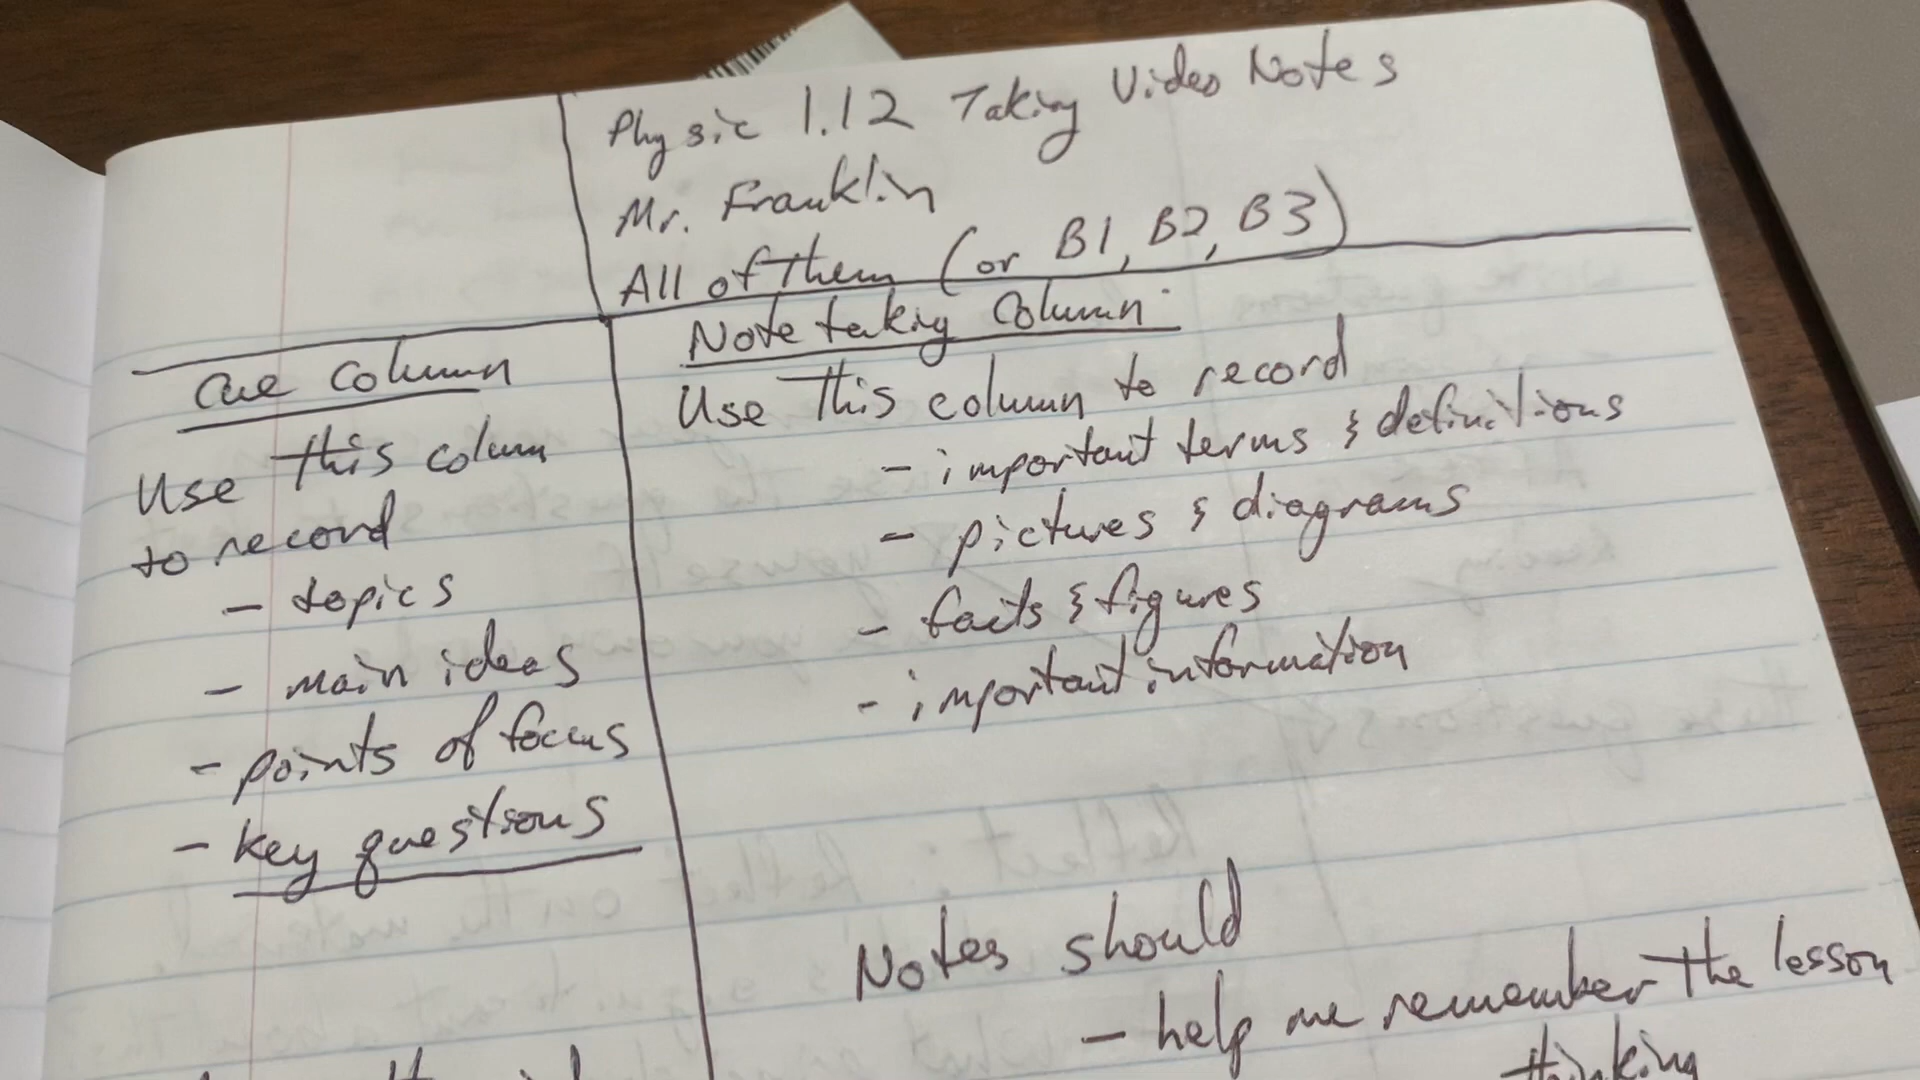 Physic 1.12 Taking Video Notes
Mr. Franklin
All of them (or B1, B2, B3)
Cue Column
Use this column
to record
- topics
- main ideas
- points of focus
- key questions
Note taking Column
Use this column to record
- important terms & definitions
- pictures & diagrams
- facts & figures
- important information
Notes should
- help me remember the lesson
thinking